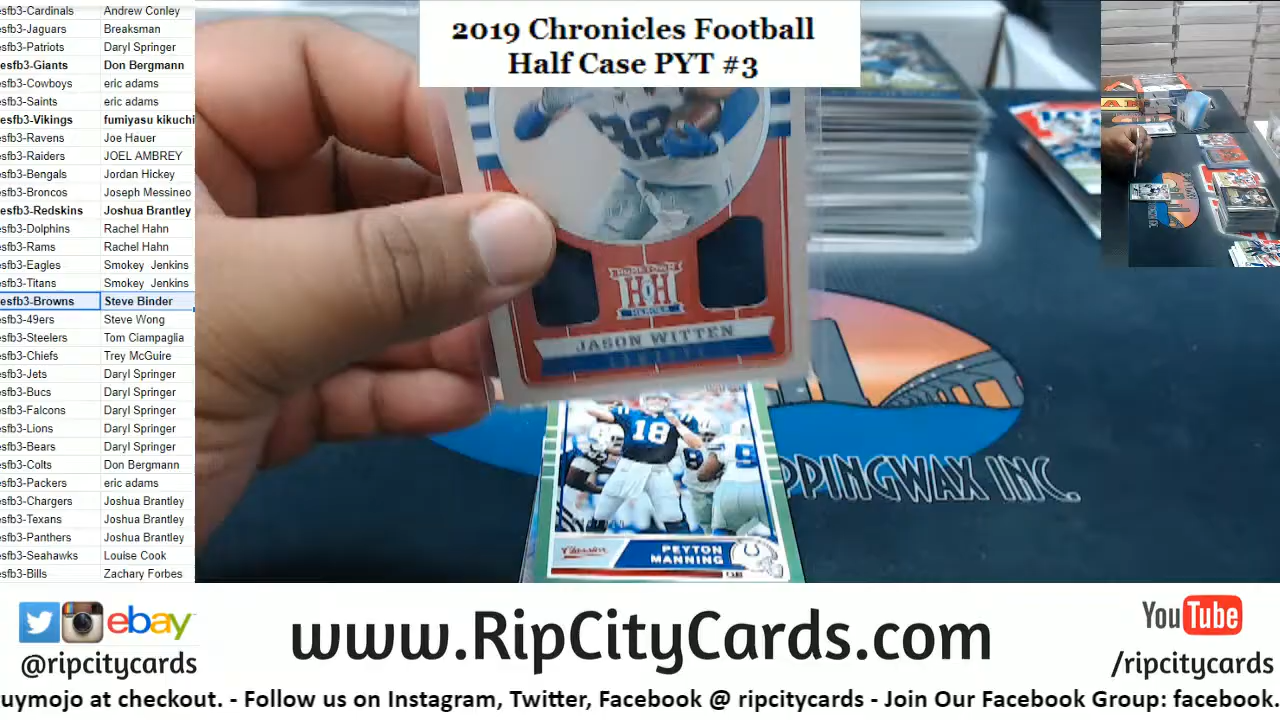 2019 Chronicles Football
Half Case PYT #3
esfb3-Cardinals Andrew Conley
esfb3-Jaguars Breaksman
esfb3-Patriots Daryl Springer
esfb3-Giants Don Bergmann
esfb3-Cowboys eric adams
esfb3-Saints eric adams
esfb3-Vikings fumiyasu kikuchi
esfb3-Ravens Joe Hauer
esfb3-Raiders JOEL AMBREY
esfb3-Bengals Jordan Hickey
esfb3-Broncos Joseph Messineo
esfb3-Redskins Joshua Brantley
esfb3-Dolphins Rachel Hahn
esfb3-Rams Rachel Hahn
esfb3-Eagles Smokey Jenkins
esfb3-Titans Smokey Jenkins
esfb3-Browns Steve Binder
esfb3-49ers Steve Wong
esfb3-Steelers Tom Ciampaglia
esfb3-Chiefs Trey McGuire
esfb3-Jets Daryl Springer
esfb3-Bucs Daryl Springer
esfb3-Falcons Daryl Springer
esfb3-Lions Daryl Springer
esfb3-Bears Daryl Springer
esfb3-Colts Don Bergmann
esfb3-Packers eric adams
esfb3-Chargers Joshua Brantley
esfb3-Texans Joshua Brantley
esfb3-Panthers Joshua Brantley
esfb3-Seahawks Louise Cook
esfb3-Bills Zachary Forbes
82
HOMETOWN
HH
HEROES
JASON WITTEN
18
Classics
PEYTON
MANNING
QB
PPINGWAX INC.
ebay
@ripcitycards
www.RipCityCards.com
YouTube
/ripcitycards
uymojo at checkout. - Follow us on Instagram, Twitter, Facebook @ ripcitycards - Join Our Facebook Group: facebook.